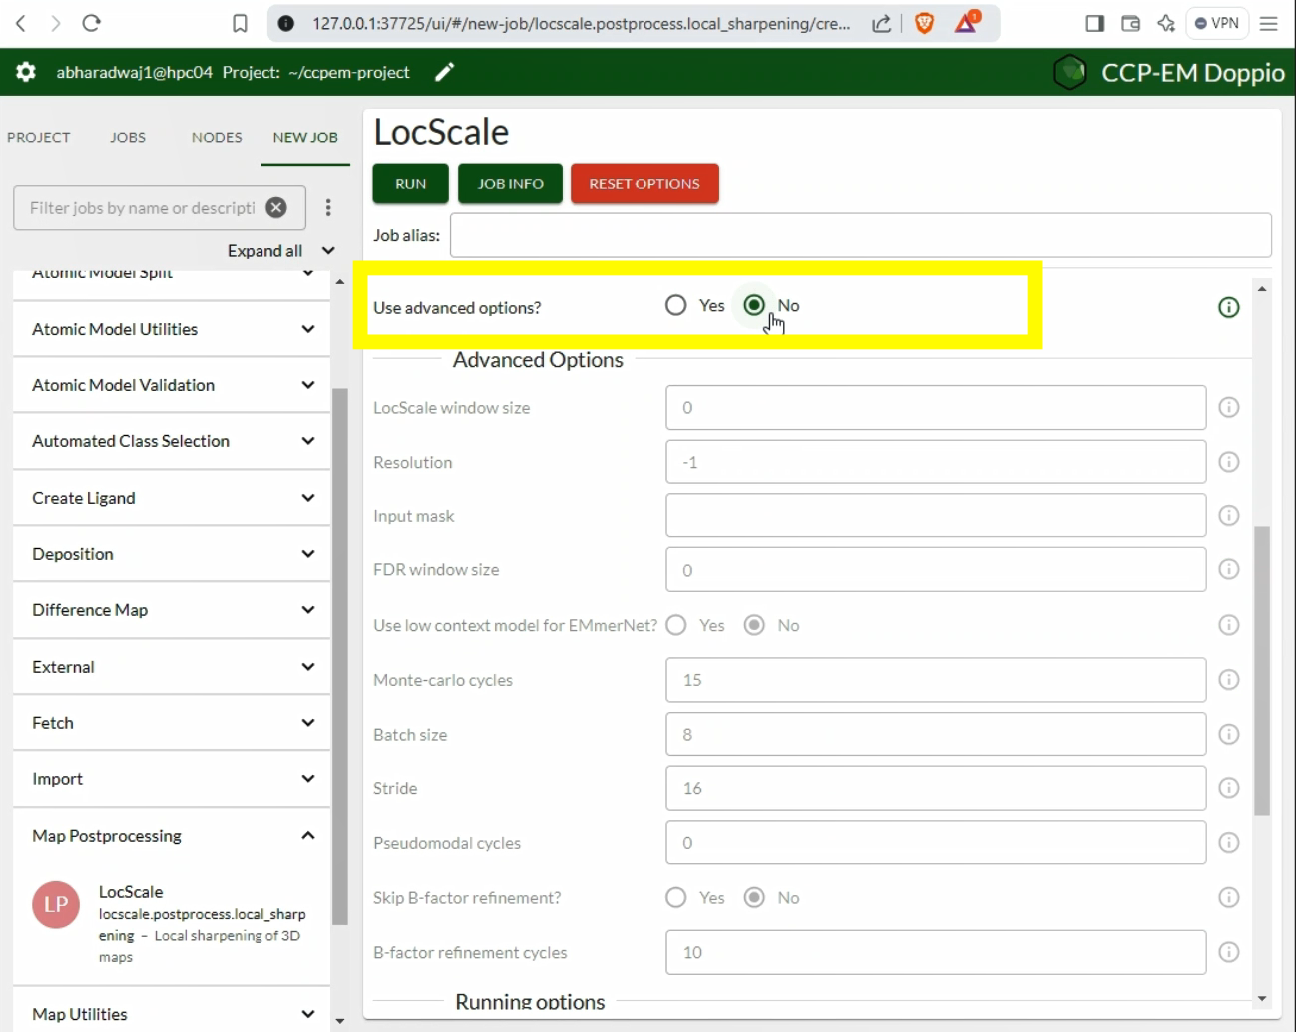 127.0.0.1:37725/ui/#/new-job/locscale.postprocess.local_sharpening/cre...
1
VPN
abharadwaj1@hpc04 Project: ~/ccpem-project
CCP-EM Doppio
PROJECT
JOBS
NODES
NEW JOB
Filter jobs by name or descripti
Expand all
Atomic Model Split
Atomic Model Utilities
Atomic Model Validation
Automated Class Selection
Create Ligand
Deposition
Difference Map
External
Fetch
Import
Map Postprocessing
LP
LocScale
locscale.postprocess.local_sharp
ening – Local sharpening of 3D
maps
Map Utilities
LocScale
RUN
JOB INFO
RESET OPTIONS
Job alias:
Use advanced options? Yes No
Advanced Options
LocScale window size 0
Resolution -1
Input mask
FDR window size 0
Use low context model for EMmerNet? Yes No
Monte-carlo cycles 15
Batch size 8
Stride 16
Pseudomodal cycles 0
Skip B-factor refinement? Yes No
B-factor refinement cycles 10
Running options